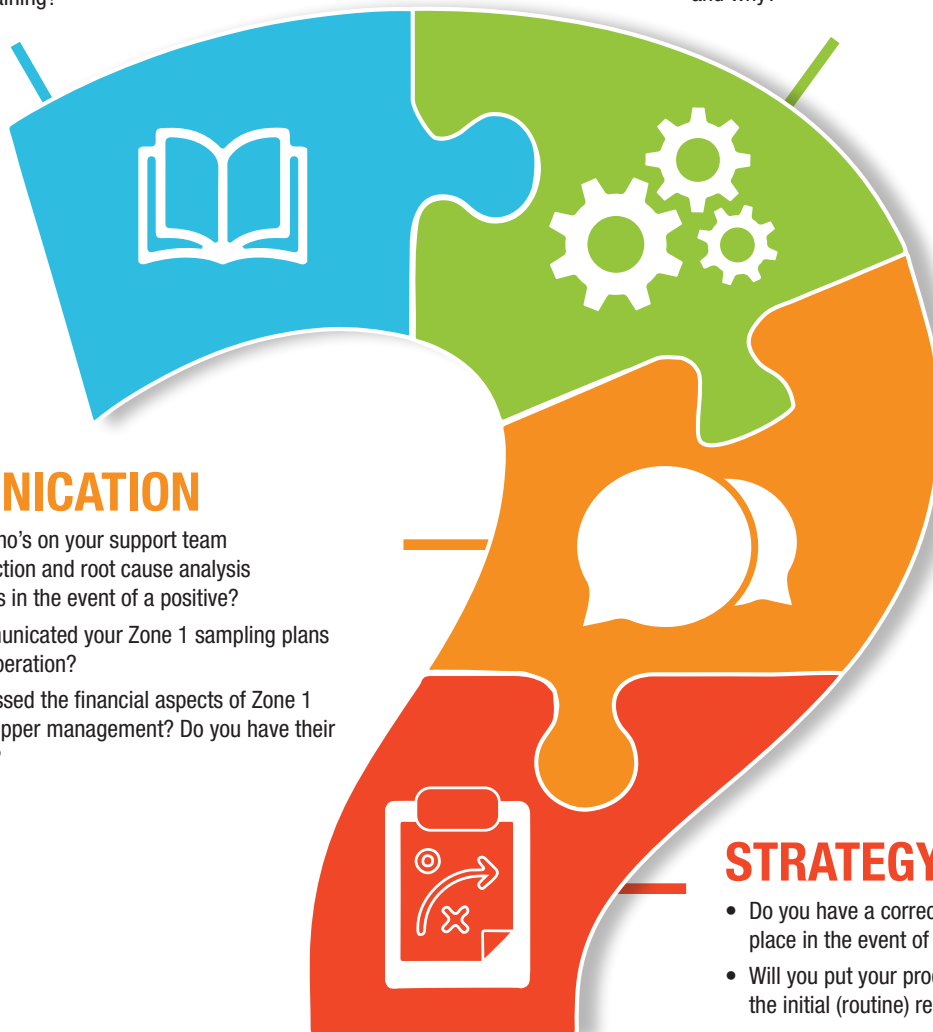 aining?
and why?
NICATION
ho's on your support team
ction and root cause analysis
s in the event of a positive?
unicated your Zone 1 sampling plans
peration?
ssed the financial aspects of Zone 1
pper management? Do you have their
?
STRATEGY
• Do you have a correc
place in the event of
• Will you put your pro
the initial (routine) re